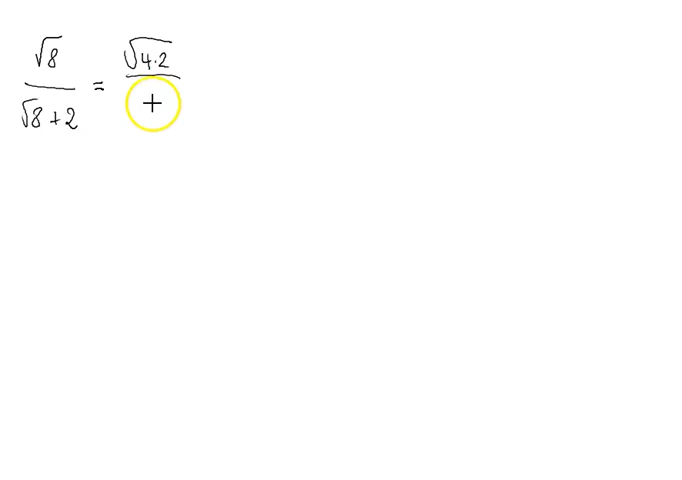 √8 / (√8 + 2) = √(4·2)